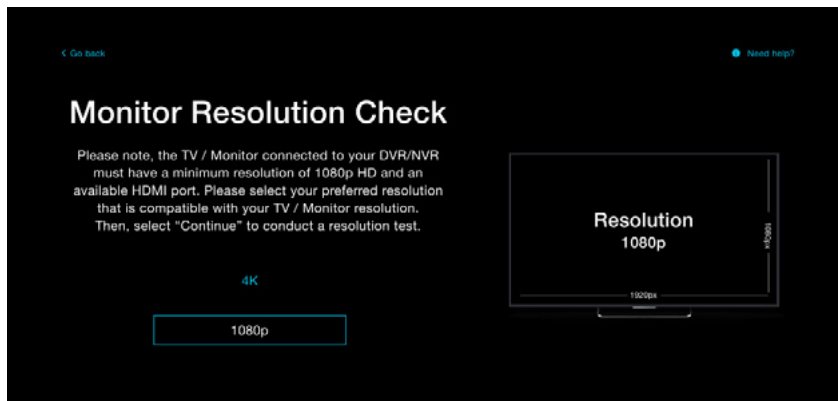 < Go back
Need help?
Monitor Resolution Check
Please note, the TV / Monitor connected to your DVR/NVR
must have a minimum resolution of 1080p HD and an
available HDMI port. Please select your preferred resolution
that is compatible with your TV / Monitor resolution.
Then, select “Continue” to conduct a resolution test.
4K
1080p
Resolution
1080p
1080px
1920px